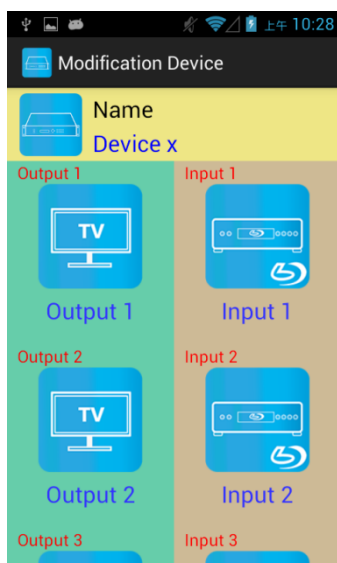 上午 10:28
Modification Device
Name
Device x
Output 1
Input 1
TV
Output 1
Input 1
Output 2
Input 2
TV
Output 2
Input 2
Output 3
Input 3